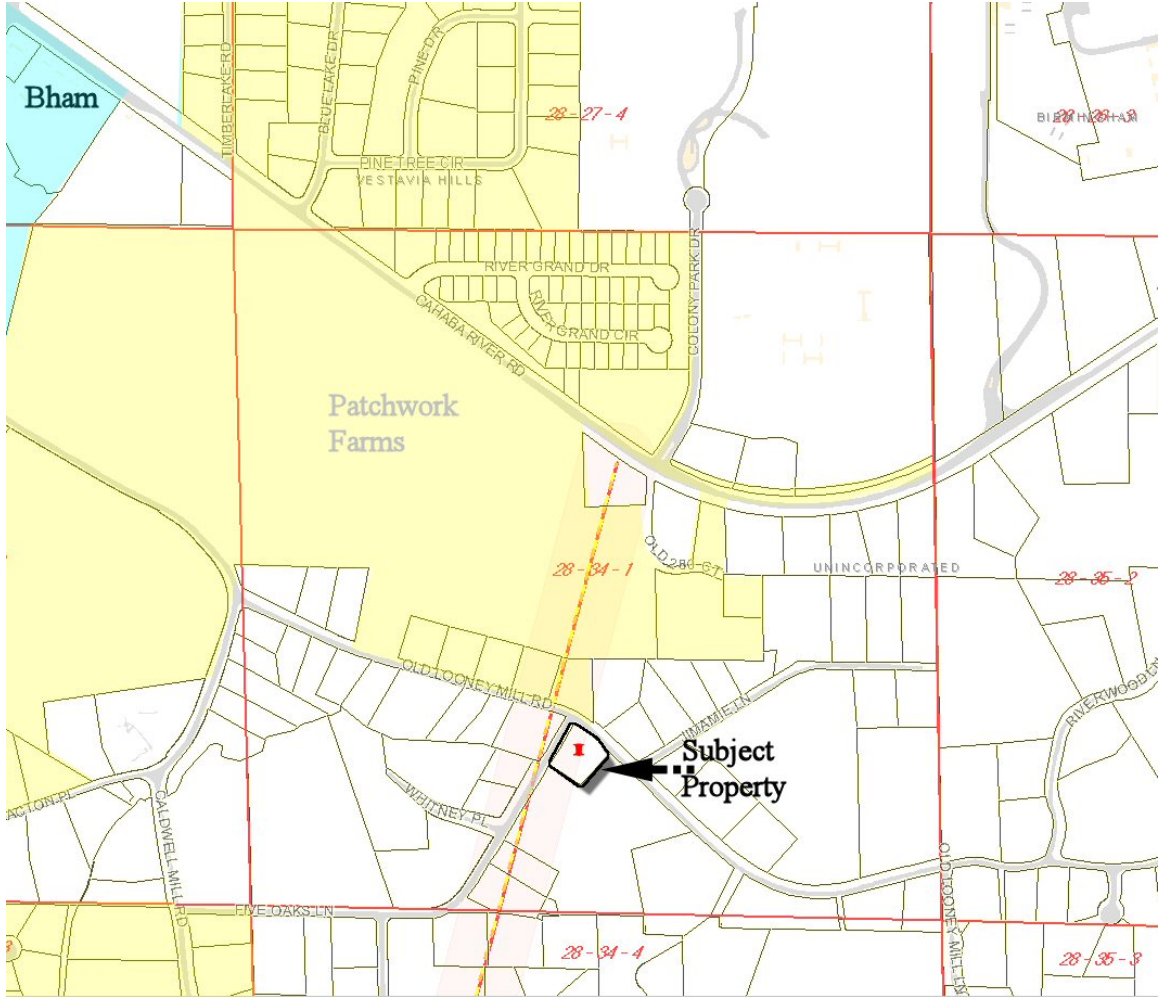 Bham
TIMBERLAKE RD
BLUE LAKE DR
PINE DR
28-27-4
BIRMINGHAM
PINE TREE CIR
VESTAVIA HILLS
RIVER GRAND DR
RIVER GRAND CIR
COLONY PARK DR
CAHABA RIVER RD
Patchwork
Farms
OLD 280 CT
28-34-1
UNINCORPORATED
28-35-2
OLD LOONEY MILL RD
IMAMIE LN
Subject
Property
WHITNEY PL
ACTON PL
CALDWELL MILL RD
FIVE OAKS LN
RIVERWOOD LN
OLD LOONEY MILL LN
28-34-4
28-35-3